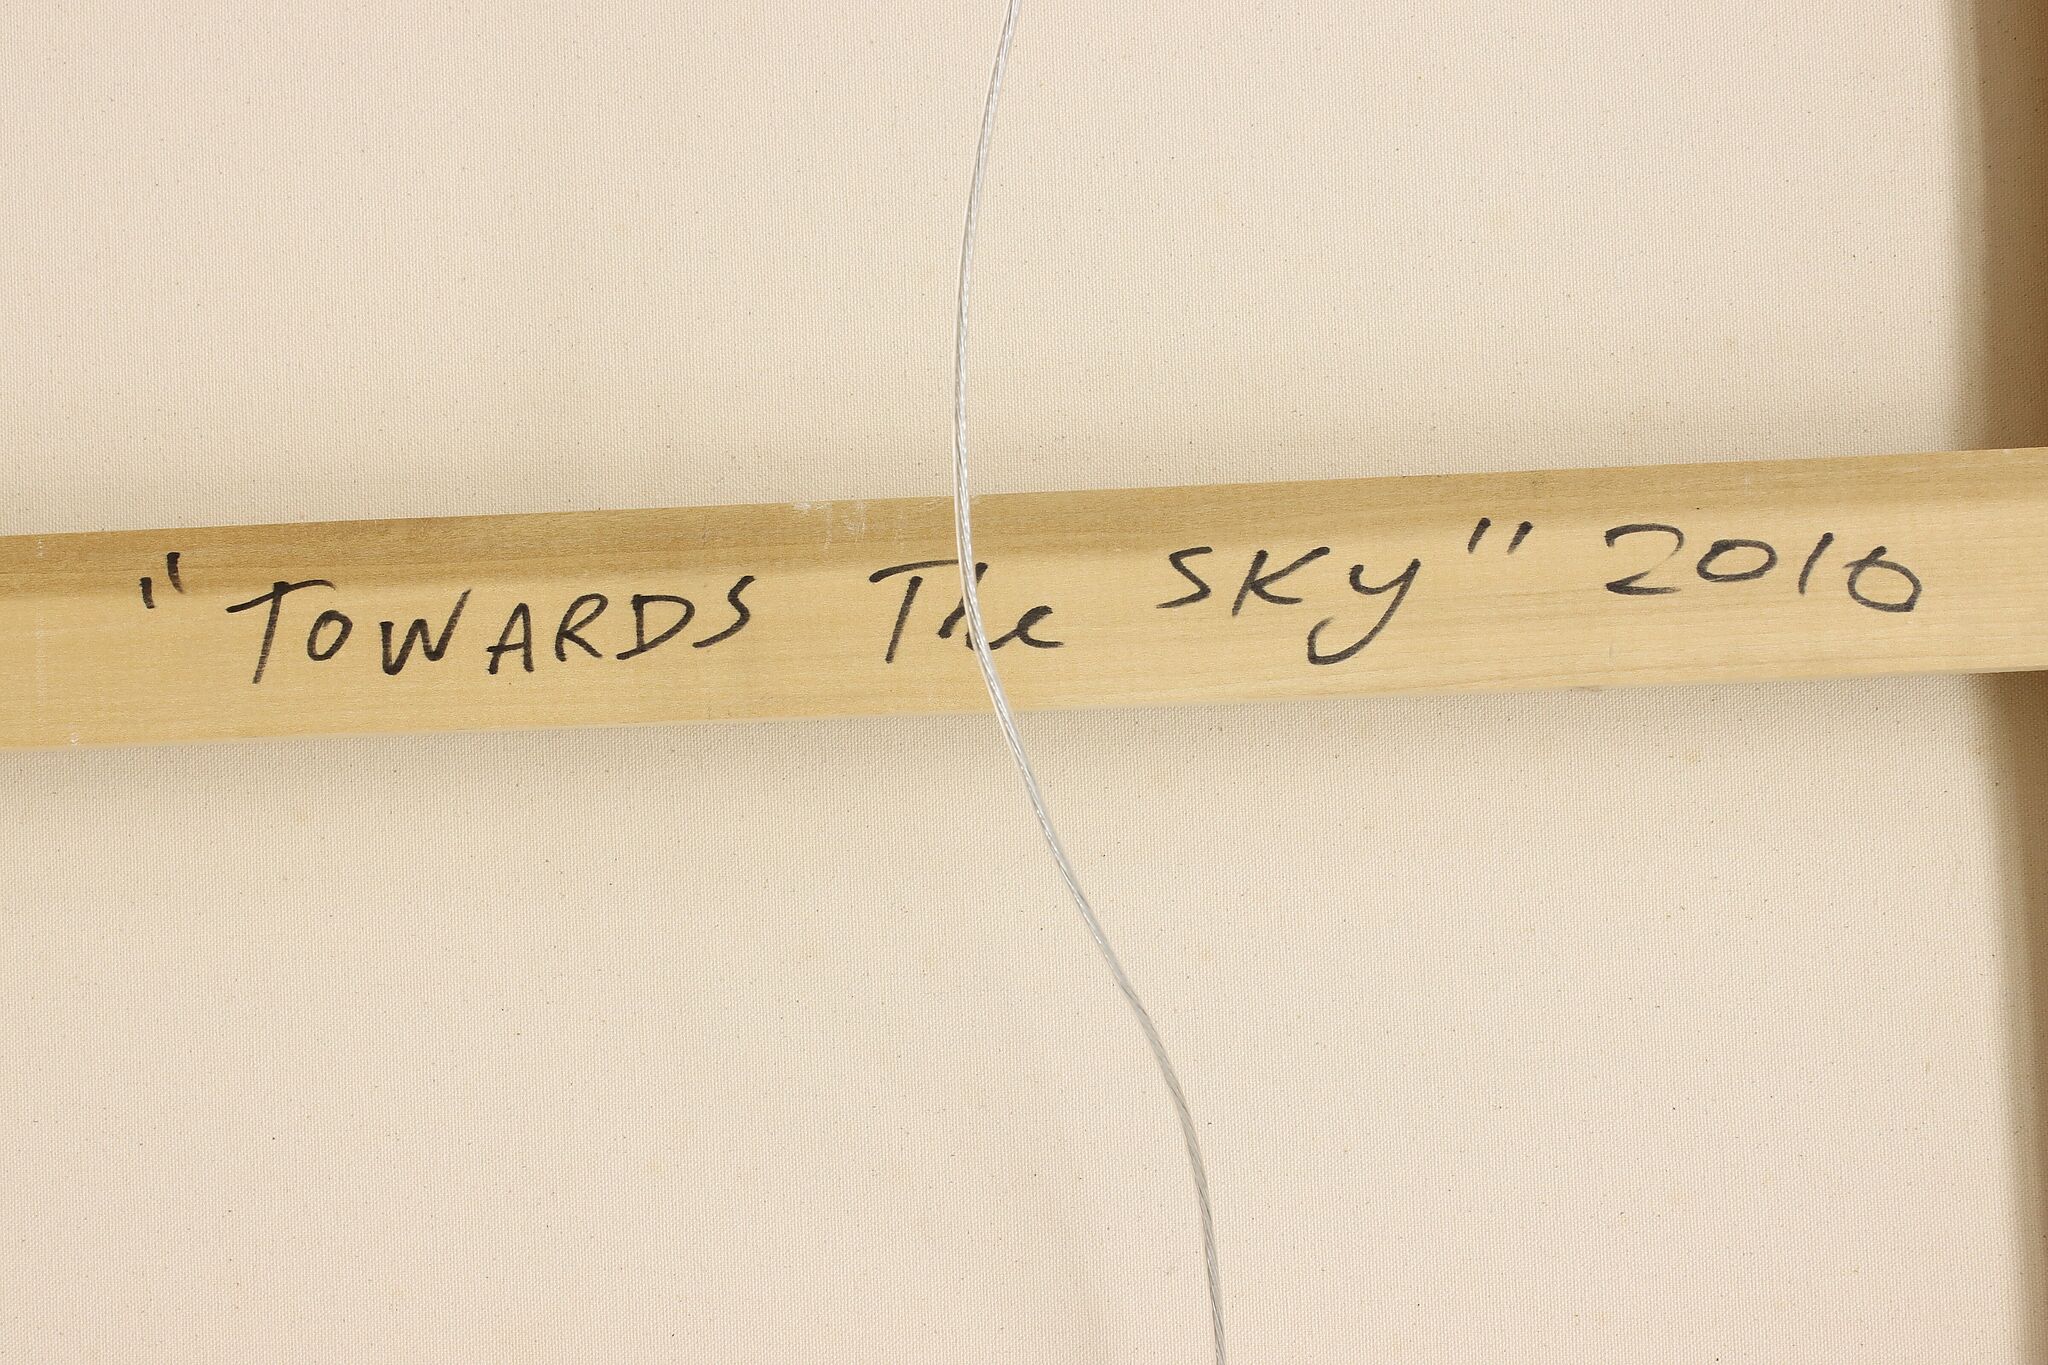 "TOWARDS The SKy" 2010